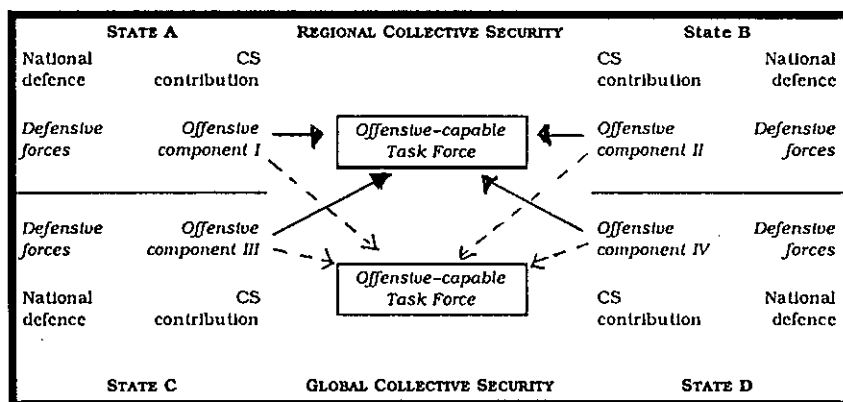 STATE A REGIONAL COLLECTIVE SECURITY State B
National CS CS National
defence contribution contribution defence
Defensive Offensive Offensive-capable Offensive Defensive
forces component I Task Force component II forces
Defensive Offensive Offensive Defensive
forces component III component IV forces
Offensive-capable
Task Force
National CS CS National
defence contribution contribution defence
STATE C GLOBAL COLLECTIVE SECURITY STATE D